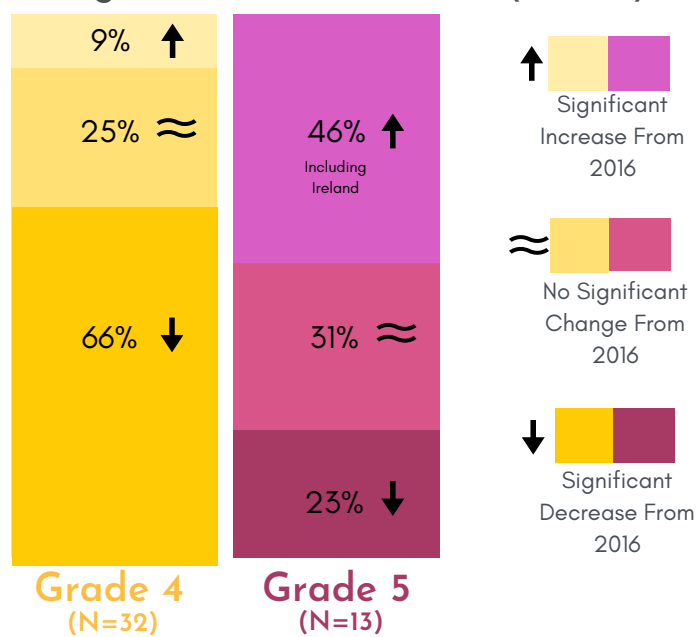 9%
25%
66%
46%
Including
Ireland
31%
23%
Grade 4
(N=32)
Grade 5
(N=13)
Significant
Increase From
2016
No Significant
Change From
2016
Significant
Decrease From
2016